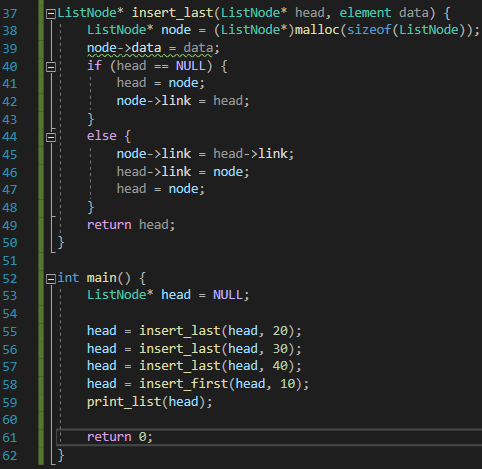 37 ListNode* insert_last(ListNode* head, element data) {
38 ListNode* node = (ListNode*)malloc(sizeof(ListNode));
39 node->data = data;
40 if (head == NULL) {
41 head = node;
42 node->link = head;
43 }
44 else {
45 node->link = head->link;
46 head->link = node;
47 head = node;
48 }
49 return head;
50 }
51
52 int main() {
53 ListNode* head = NULL;
54
55 head = insert_last(head, 20);
56 head = insert_last(head, 30);
57 head = insert_last(head, 40);
58 head = insert_first(head, 10);
59 print_list(head);
60
61 return 0;
62 }